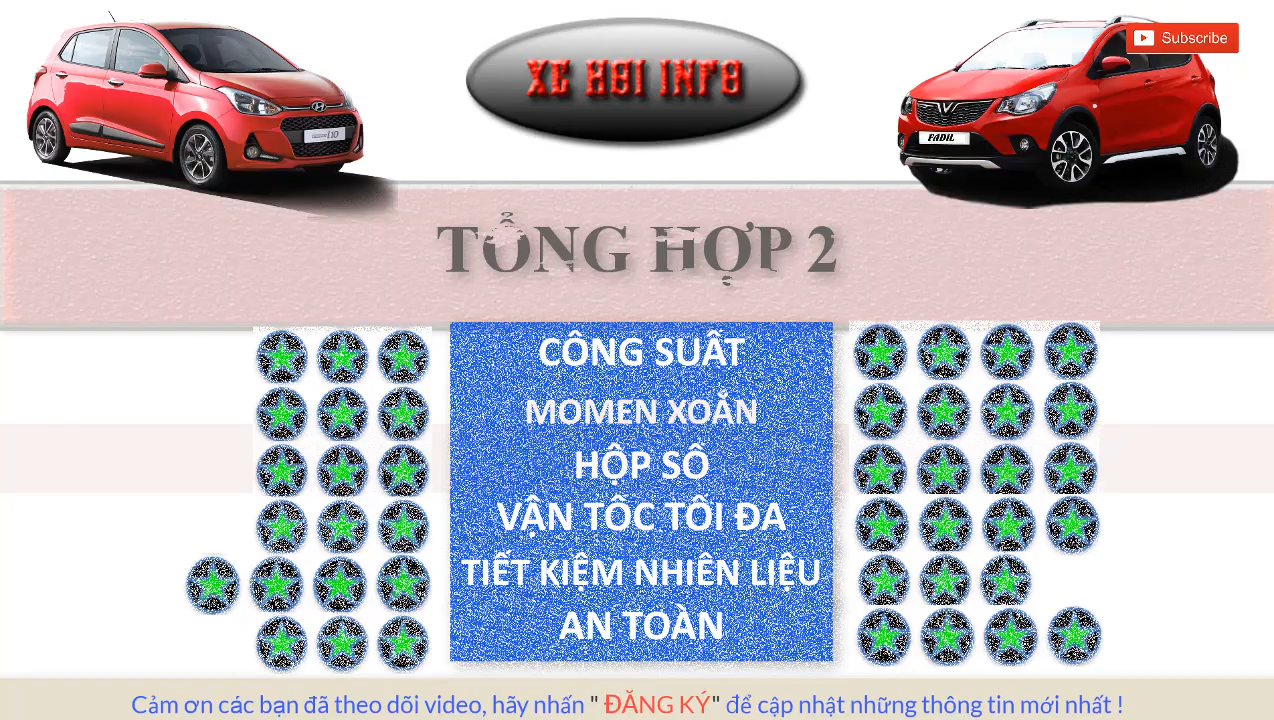 XE HOI INFO
Subscribe
i10
FADIL
TỔNG HỢP 2
CÔNG SUẤT
MOMEN XOẮN
HỘP SỐ
VẬN TỐC TỐI ĐA
TIẾT KIỆM NHIÊN LIỆU
AN TOÀN
Cảm ơn các bạn đã theo dõi video, hãy nhấn " ĐĂNG KÝ" để cập nhật những thông tin mới nhất !